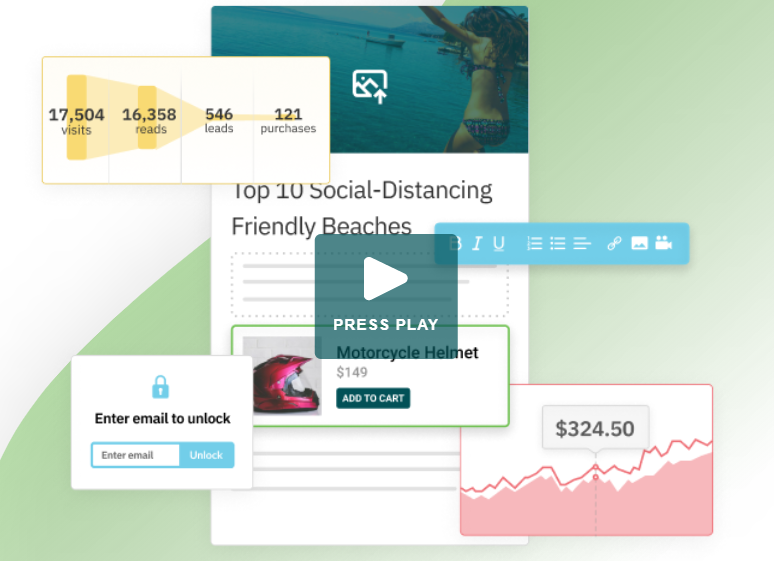 17,504
visits
16,358
reads
546
leads
121
purchases
Top 10 Social-Distancing
Friendly Beaches
B I U
PRESS PLAY
Motorcycle Helmet
$149
ADD TO CART
Enter email to unlock
Enter email
Unlock
$324.50